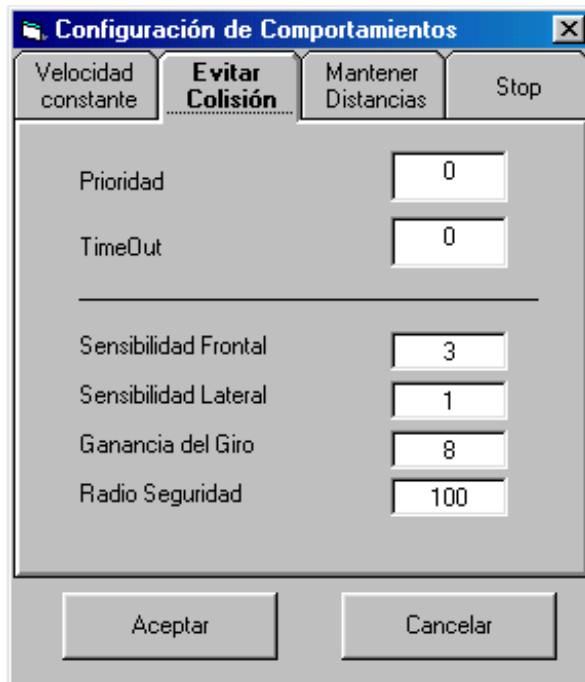 Configuración de Comportamientos
Velocidad constante
Evitar Colisión
Mantener Distancias
Stop
Prioridad 0
TimeOut 0
Sensibilidad Frontal 3
Sensibilidad Lateral 1
Ganancia del Giro 8
Radio Seguridad 100
Aceptar Cancelar